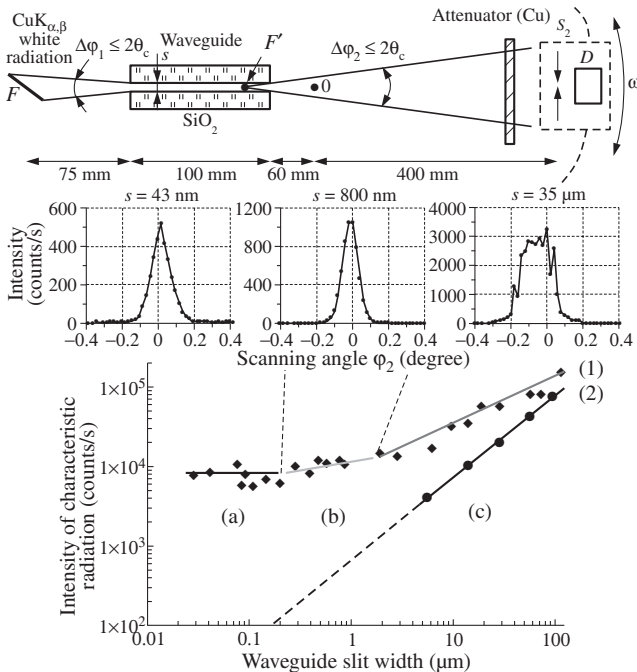 CuKα,β
white
radiation
Δφ1 ≤ 2θc
s
Waveguide
F′
Δφ2 ≤ 2θc
Attenuator (Cu)
S2
D
F
0
ω
SiO2
75 mm
100 mm
60 mm
400 mm
s = 43 nm
s = 800 nm
s = 35 μm
Intensity
(counts/s)
600
400
200
0
1200
900
600
300
0
4000
3000
2000
1000
0
−0.4 −0.2 0 0.2 0.4
−0.4 −0.2 0 0.2 0.4
−0.4 −0.2 0 0.2 0.4
Scanning angle φ2 (degree)
Intensity of characteristic
radiation (counts/s)
1×10^5
1×10^4
1×10^3
1×10^2
(1)
(2)
(a)
(b)
(c)
0.01 0.1 1 10 100
Waveguide slit width (μm)